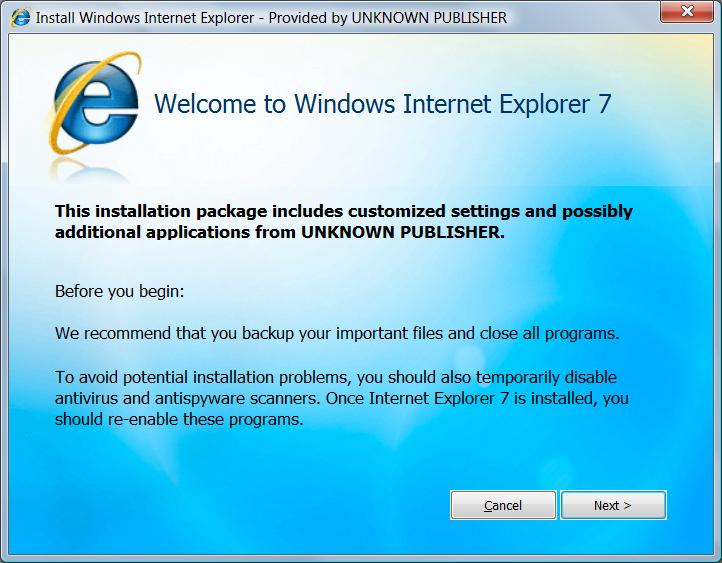 Install Windows Internet Explorer - Provided by UNKNOWN PUBLISHER
Welcome to Windows Internet Explorer 7
This installation package includes customized settings and possibly
additional applications from UNKNOWN PUBLISHER.
Before you begin:
We recommend that you backup your important files and close all programs.
To avoid potential installation problems, you should also temporarily disable
antivirus and antispyware scanners. Once Internet Explorer 7 is installed, you
should re-enable these programs.
Cancel
Next >